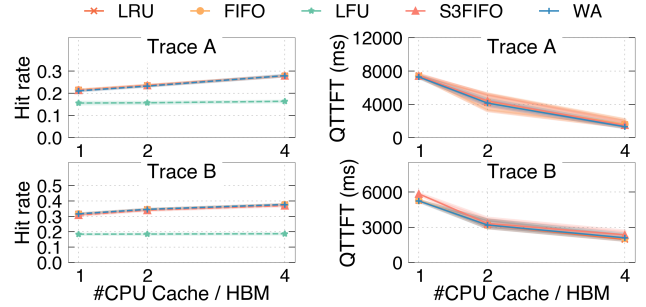 LRU FIFO LFU S3FIFO WA
Trace A
Hit rate
0.3
0.2
0.1
0.0
1 2 4
Trace A
QTTFT (ms)
12000
8000
4000
0
1 2 4
Trace B
Hit rate
0.5
0.4
0.3
0.2
0.1
0.0
1 2 4
#CPU Cache / HBM
Trace B
QTTFT (ms)
6000
3000
0
1 2 4
#CPU Cache / HBM